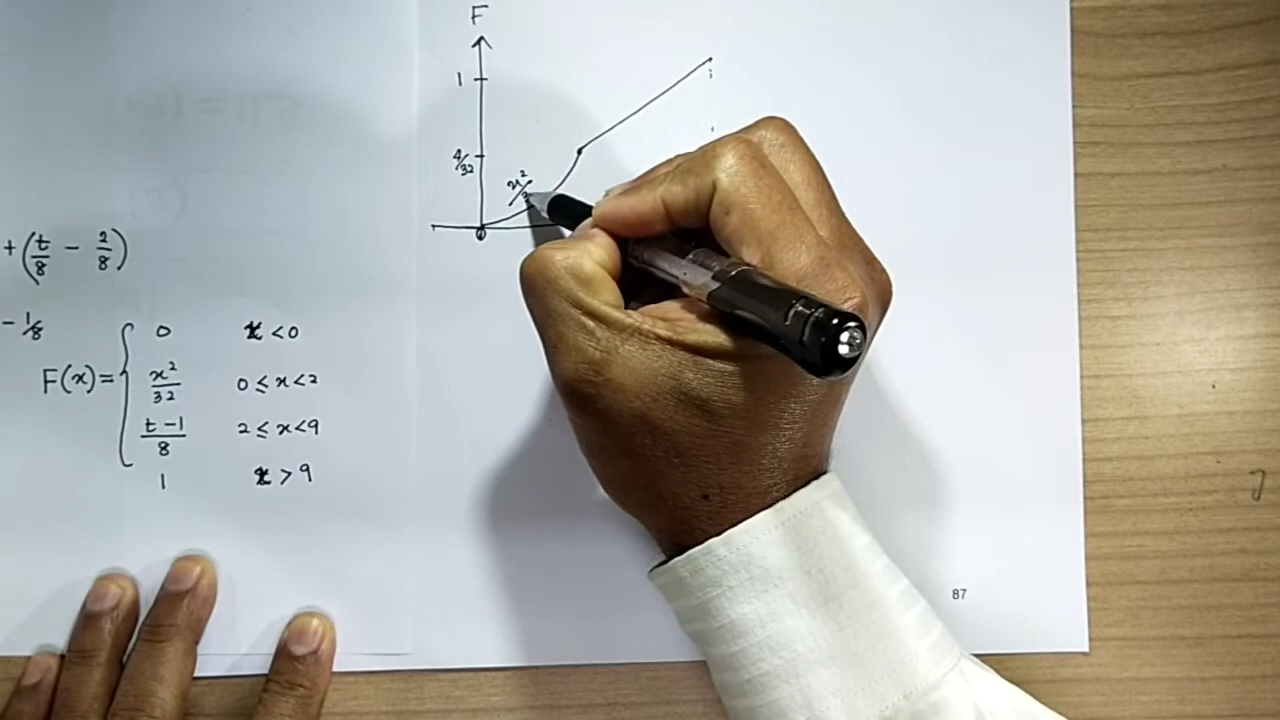 + (t/8 − 2/8)
− 1/8
F(x) = { 0 x < 0
x²/32 0 ≤ x < 2
t − 1/8 2 ≤ x < 9
1 x > 9
F
1
4/32
x²/
0
87